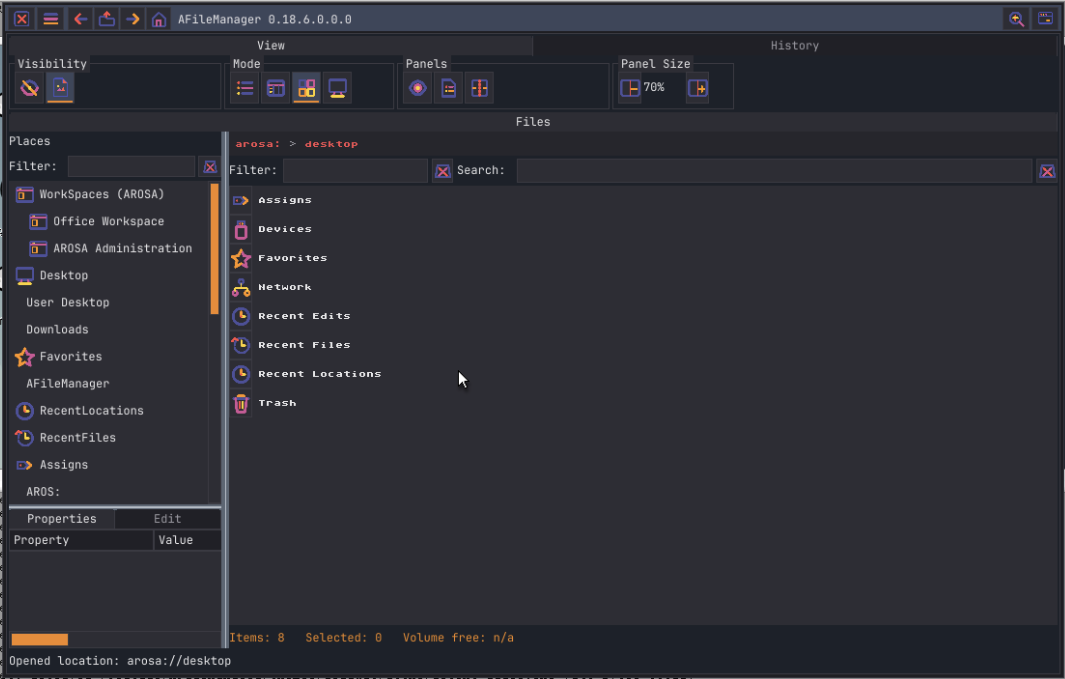 AFileManager 0.18.6.0.0.0
View
History
Visibility
Mode
Panels
Panel Size
70%
Files
Places
Filter:
WorkSpaces (AROSA)
Office Workspace
AROSA Administration
Desktop
User Desktop
Downloads
Favorites
AFileManager
RecentLocations
RecentFiles
Assigns
AROS:
Properties
Edit
Property
Value
arosa: > desktop
Filter:
Search:
Assigns
Devices
Favorites
Network
Recent Edits
Recent Files
Recent Locations
Trash
Items: 8 Selected: 0 Volume free: n/a
Opened location: arosa://desktop